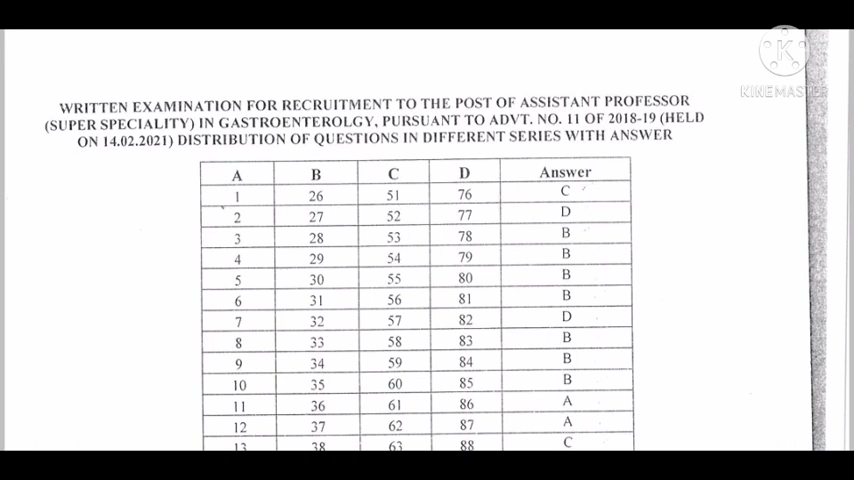 K
KINEMASTER
WRITTEN EXAMINATION FOR RECRUITMENT TO THE POST OF ASSISTANT PROFESSOR
(SUPER SPECIALITY) IN GASTROENTEROLGY, PURSUANT TO ADVT. NO. 11 OF 2018-19 (HELD
ON 14.02.2021) DISTRIBUTION OF QUESTIONS IN DIFFERENT SERIES WITH ANSWER
A B C D Answer
1 26 51 76 C
2 27 52 77 D
3 28 53 78 B
4 29 54 79 B
5 30 55 80 B
6 31 56 81 B
7 32 57 82 D
8 33 58 83 B
9 34 59 84 B
10 35 60 85 B
11 36 61 86 A
12 37 62 87 A
13 38 63 88 C